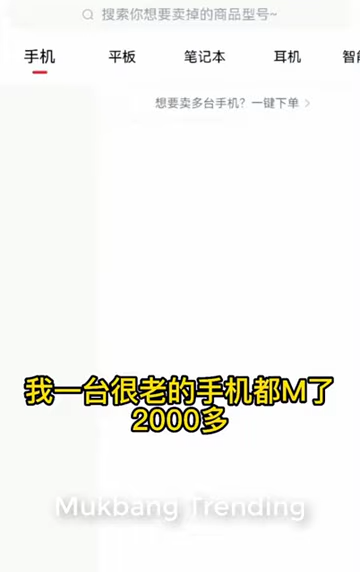 搜索你想要卖掉的商品型号~
手机 平板 笔记本 耳机 智能
想要卖多台手机？一键下单 >
我一台很老的手机都M了
2000多
Mukbang Trending